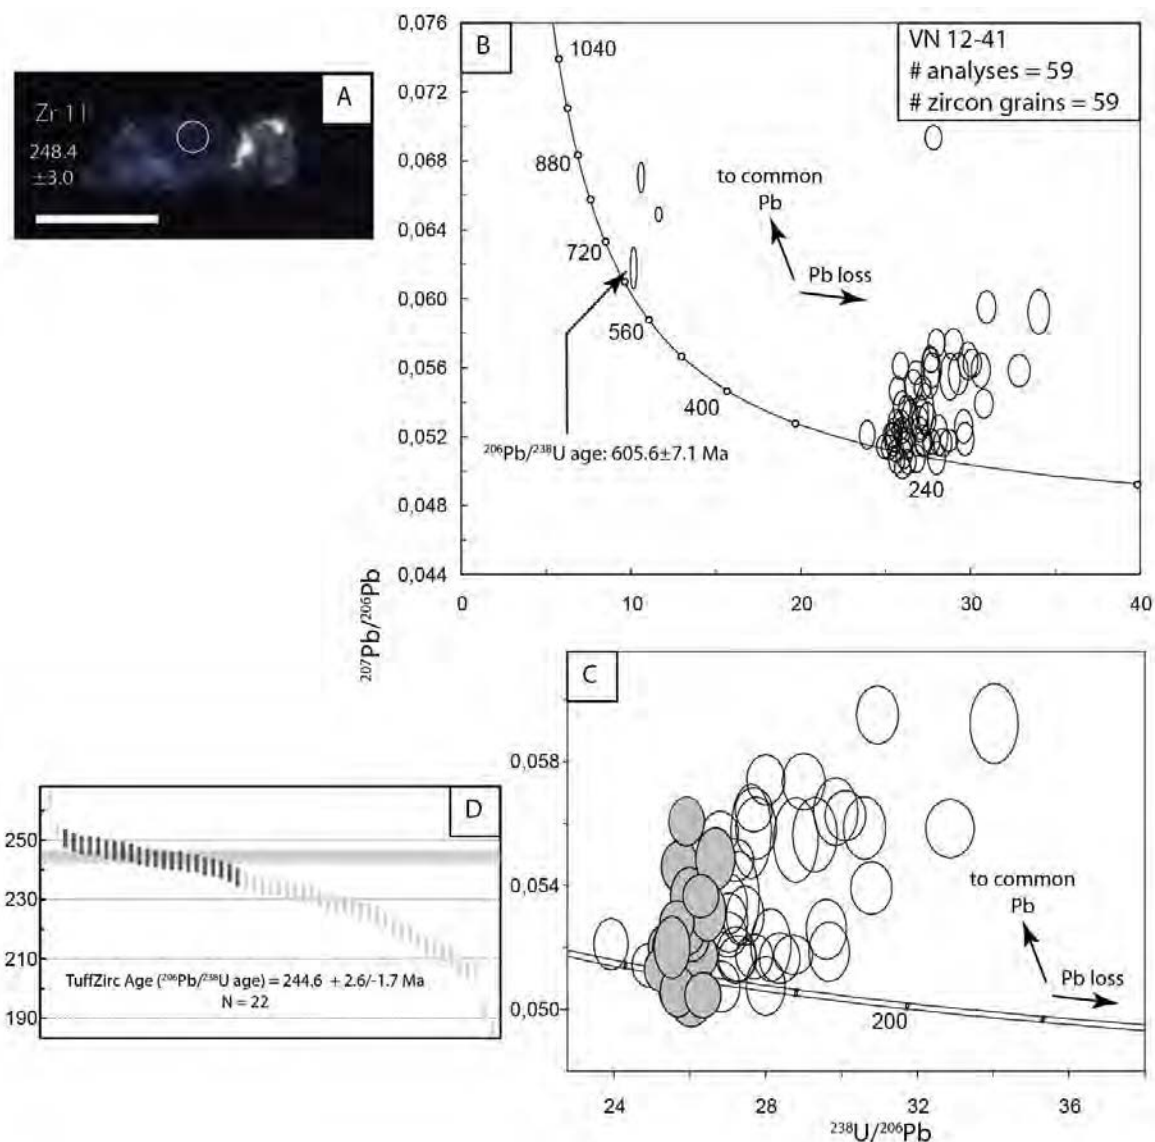 A
Zr 11
248.4
±3.0
B
VN 12-41
# analyses = 59
# zircon grains = 59
0,076
0,072
0,068
0,064
0,060
0,056
0,052
0,048
0,044
1040
880
720
560
400
240
to common
Pb
Pb loss
²⁰⁶Pb/²³⁸U age: 605.6±7.1 Ma
0
10
20
30
40
²⁰⁷Pb/²⁰⁶Pb
C
0,058
0,054
0,050
to common
Pb
Pb loss
200
24
28
32
36
²³⁸U/²⁰⁶Pb
D
250
230
210
190
TuffZirc Age (²⁰⁶Pb/²³⁸U age) = 244.6 + 2.6/-1.7 Ma
N = 22